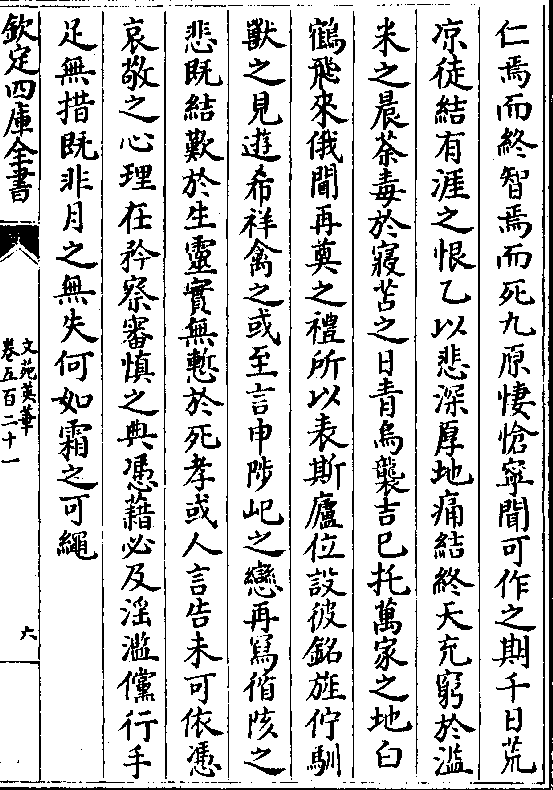 仁焉而終智焉而死九原悽愴寧聞可作之期千日荒
凉徒結有涯之恨乙以悲深厚地痛結終天充窮於溢
米之晨荼毒於寢苫之日青烏襲吉已托萬家之地白
鶴飛來俄聞再奠之禮所以表斯廬位設彼銘旌佇馴
獸之見遊希祥禽之或至言申陟屺之戀再寫循陔之
悲既結歎於生靈實無慙於死孝或人言告未可依憑
哀敬之心理在矜察審慎之典憑藉必及淫濫儻行手
足無措既非月之無失何如霜之可繩
欽定四庫全書
文苑英華
卷五百二十一
六